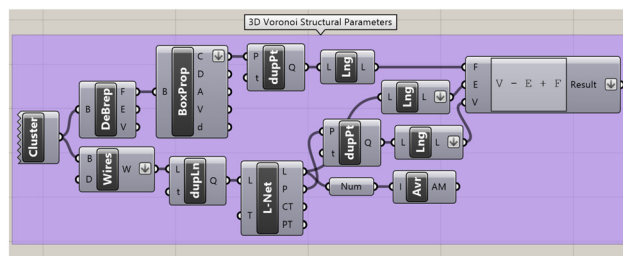 3D Voronoi Structural Parameters
Cluster
B DeBrep F E V
B D Wires W
B BoxProp C D A V d
P t dupPt Q
L Lng L
L t dupLn Q
L T L-Net L P CT PT
P t dupPt Q
L Lng L
L Lng L
Num
I Avr AM
F E V V - E + F Result